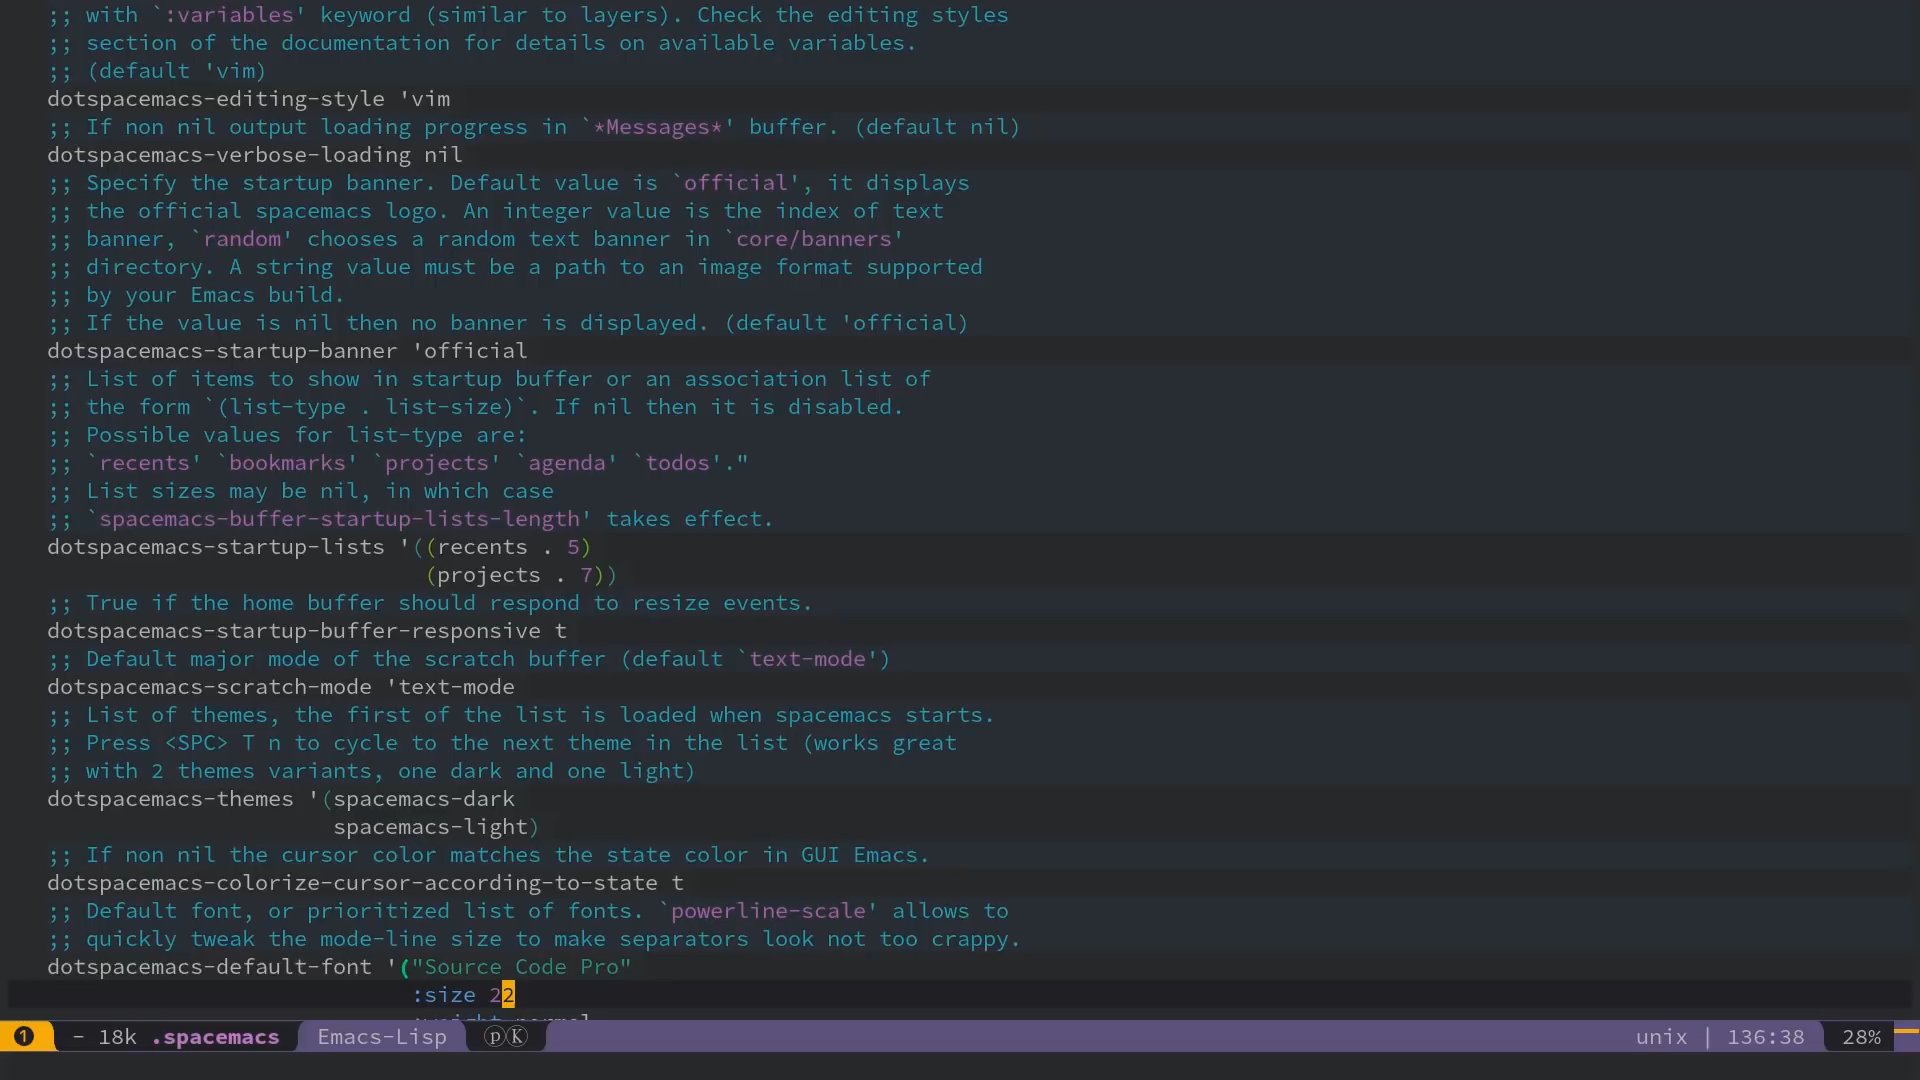 ;; with `:variables' keyword (similar to layers). Check the editing styles
;; section of the documentation for details on available variables.
;; (default 'vim)
dotspacemacs-editing-style 'vim
;; If non nil output loading progress in `*Messages*' buffer. (default nil)
dotspacemacs-verbose-loading nil
;; Specify the startup banner. Default value is `official', it displays
;; the official spacemacs logo. An integer value is the index of text
;; banner, `random' chooses a random text banner in `core/banners'
;; directory. A string value must be a path to an image format supported
;; by your Emacs build.
;; If the value is nil then no banner is displayed. (default 'official)
dotspacemacs-startup-banner 'official
;; List of items to show in startup buffer or an association list of
;; the form `(list-type . list-size)`. If nil then it is disabled.
;; Possible values for list-type are:
;; `recents' `bookmarks' `projects' `agenda' `todos'."
;; List sizes may be nil, in which case
;; `spacemacs-buffer-startup-lists-length' takes effect.
dotspacemacs-startup-lists '((recents . 5)
(projects . 7))
;; True if the home buffer should respond to resize events.
dotspacemacs-startup-buffer-responsive t
;; Default major mode of the scratch buffer (default `text-mode')
dotspacemacs-scratch-mode 'text-mode
;; List of themes, the first of the list is loaded when spacemacs starts.
;; Press <SPC> T n to cycle to the next theme in the list (works great
;; with 2 themes variants, one dark and one light)
dotspacemacs-themes '(spacemacs-dark
spacemacs-light)
;; If non nil the cursor color matches the state color in GUI Emacs.
dotspacemacs-colorize-cursor-according-to-state t
;; Default font, or prioritized list of fonts. `powerline-scale' allows to
;; quickly tweak the mode-line size to make separators look not too crappy.
dotspacemacs-default-font '("Source Code Pro"
:size 22
:weight normal
❶ - 18k .spacemacs Emacs-Lisp ⓟⓀ unix | 136:38 28%